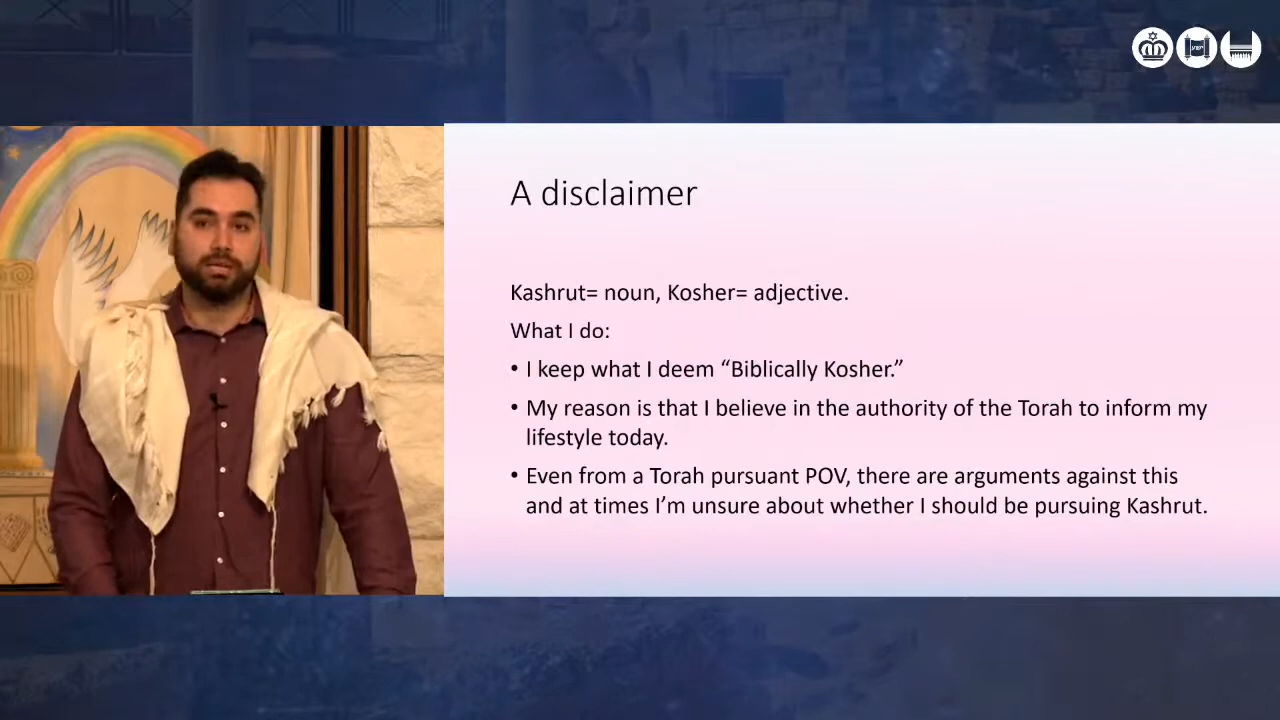 A disclaimer
Kashrut= noun, Kosher= adjective.
What I do:
• I keep what I deem “Biblically Kosher.”
• My reason is that I believe in the authority of the Torah to inform my
lifestyle today.
• Even from a Torah pursuant POV, there are arguments against this
and at times I’m unsure about whether I should be pursuing Kashrut.